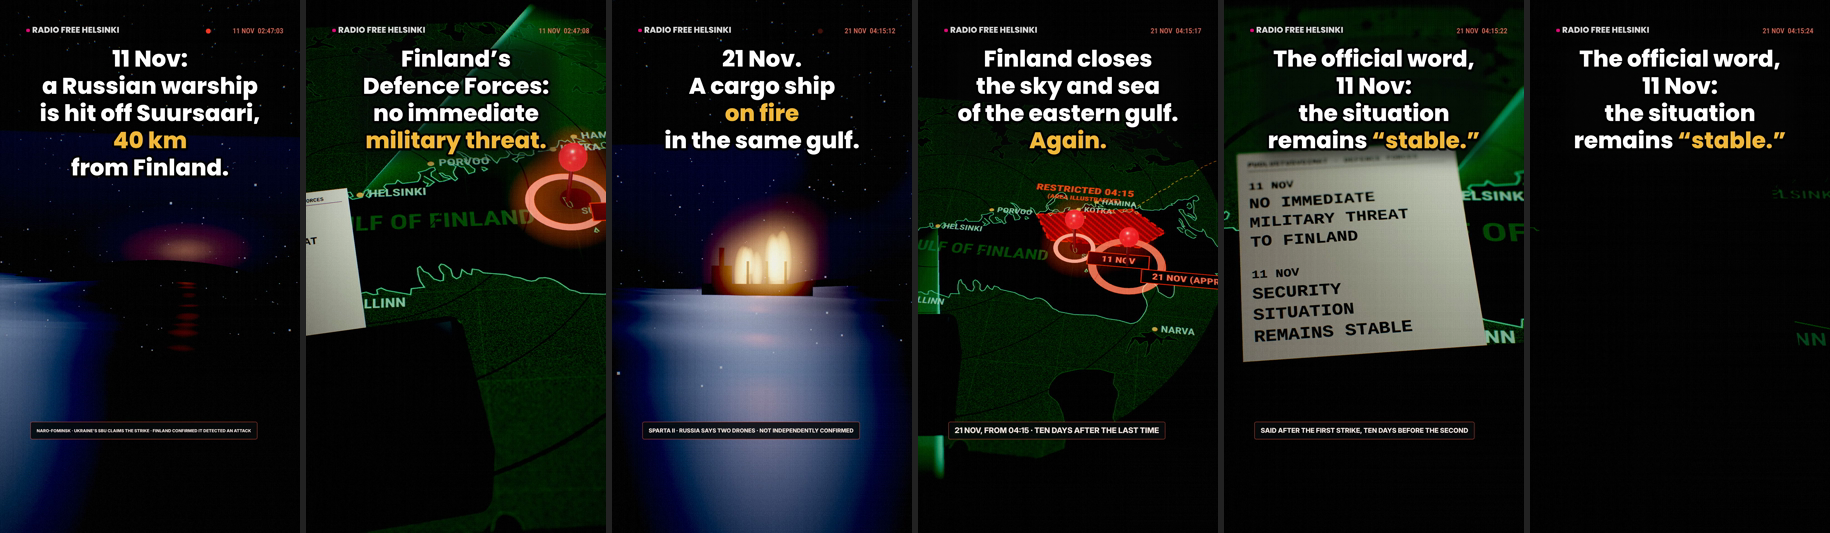 RADIO FREE HELSINKI
11 NOV 02:47:03
11 Nov:
a Russian warship
is hit off Suursaari,
40 km
from Finland.
NARO-FOMINSK · UKRAINE'S SBU CLAIMS THE STRIKE · FINLAND CONFIRMED IT DETECTED AN ATTACK
RADIO FREE HELSINKI
11 NOV 02:47:08
Finland's
Defence Forces:
no immediate
military threat.
PORVOO
HELSINKI
LF OF FINLAND
LLINN
RADIO FREE HELSINKI
21 NOV 04:15:12
21 Nov.
A cargo ship
on fire
in the same gulf.
SPARTA II · RUSSIA SAYS TWO DRONES · NOT INDEPENDENTLY CONFIRMED
RADIO FREE HELSINKI
21 NOV 04:15:17
Finland closes
the sky and sea
of the eastern gulf.
Again.
RESTRICTED 04:15
HAMINA
PORVOO
KOTKA
HELSINKI
ULF OF FINLAND
11 NOV
21 NOV (APPR
LLINN
NARVA
21 NOV, FROM 04:15 · TEN DAYS AFTER THE LAST TIME
RADIO FREE HELSINKI
21 NOV 04:15:22
The official word,
11 Nov:
the situation
remains “stable.”
11 NOV
NO IMMEDIATE
MILITARY THREAT
TO FINLAND
11 NOV
SECURITY
SITUATION
REMAINS STABLE
ELSINK
OF
NN
SAID AFTER THE FIRST STRIKE, TEN DAYS BEFORE THE SECOND
RADIO FREE HELSINKI
21 NOV 04:15:24
The official word,
11 Nov:
the situation
remains “stable.”
ELSINK
NN